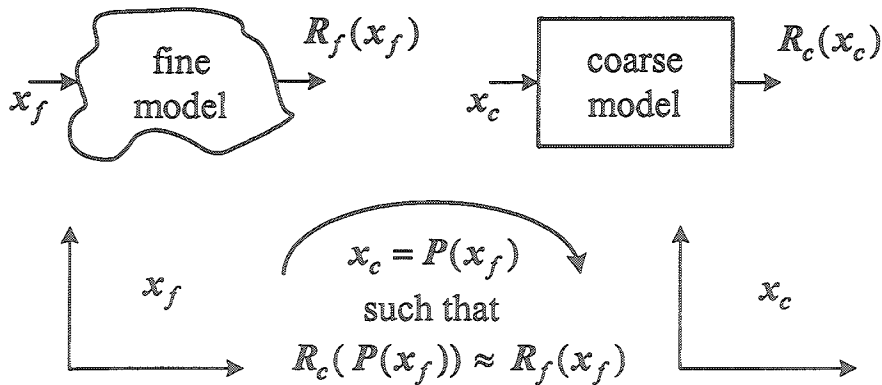 R_f(x_f)
fine
model
x_f
R_c(x_c)
coarse
model
x_c
x_f
x_c = P(x_f)
such that
R_c( P(x_f)) ≈ R_f(x_f)
x_c